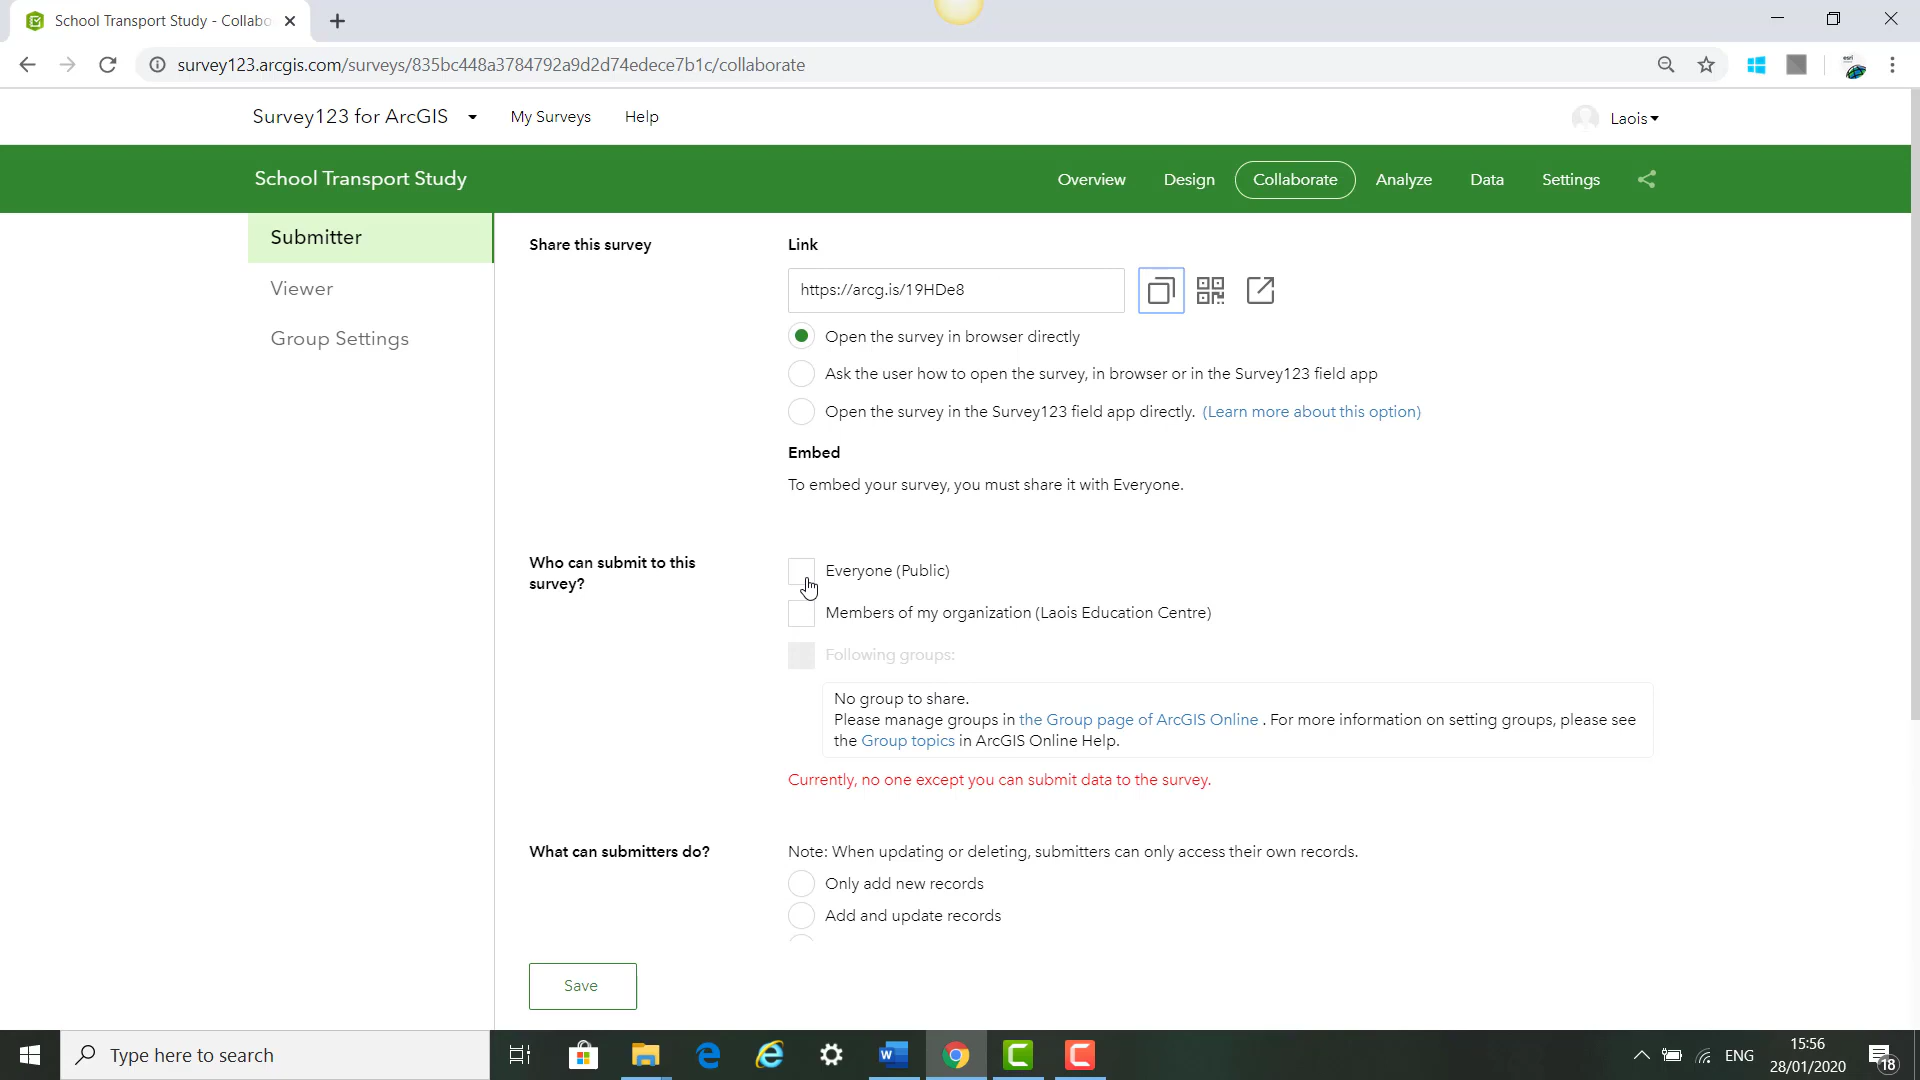 School Transport Study - Collabo
survey123.arcgis.com/surveys/835bc448a3784792a9d2d74edece7b1c/collaborate
Survey123 for ArcGIS My Surveys Help Laois
School Transport Study Overview Design Collaborate Analyze Data Settings
Submitter
Viewer
Group Settings
Share this survey
Link
https://arcg.is/19HDe8
Open the survey in browser directly
Ask the user how to open the survey, in browser or in the Survey123 field app
Open the survey in the Survey123 field app directly. (Learn more about this option)
Embed
To embed your survey, you must share it with Everyone.
Who can submit to this
survey?
Everyone (Public)
Members of my organization (Laois Education Centre)
Following groups:
No group to share.
Please manage groups in the Group page of ArcGIS Online . For more information on setting groups, please see
the Group topics in ArcGIS Online Help.
Currently, no one except you can submit data to the survey.
What can submitters do?
Note: When updating or deleting, submitters can only access their own records.
Only add new records
Add and update records
Save
Type here to search
ENG
15:56
28/01/2020
18